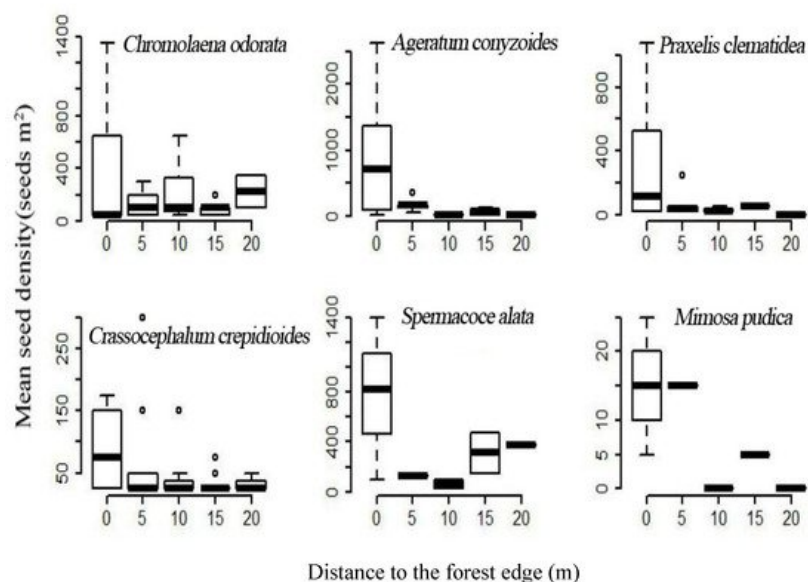 Mean seed density(seeds m²)
Chromolaena odorata
1400
800
400
0
0 5 10 15 20
Ageratum conyzoides
2000
1000
0
0 5 10 15 20
Praxelis clematidea
800
400
0
0 5 10 15 20
Crassocephalum crepidioides
250
150
50
0 5 10 15 20
Spermacoce alata
1400
800
400
0
0 5 10 15 20
Mimosa pudica
20
10
5
0
0 5 10 15 20
Distance to the forest edge (m)